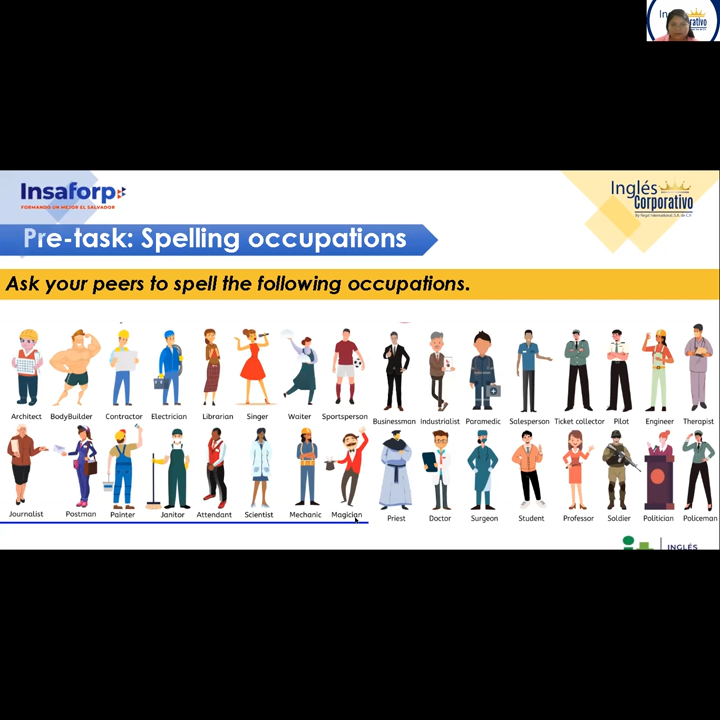 Insaforp
FORMANDO UN MEJOR EL SALVADOR
Inglés
Corporativo
Pre-task: Spelling occupations
Ask your peers to spell the following occupations.
Architect BodyBuilder Contractor Electrician Librarian Singer Waiter Sportsperson Businessman Industrialist Paramedic Salesperson Ticket collector Pilot Engineer Therapist
Journalist Postman Painter Janitor Attendant Scientist Mechanic Magician Priest Doctor Surgeon Student Professor Soldier Politician Policeman
INGLÉS